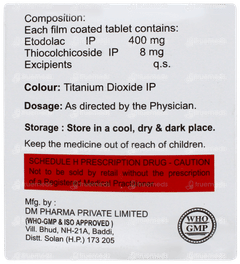 Composition:
Each film coated tablet contains:
Etodolac IP 400 mg
Thiocolchicoside IP 8 mg
Excipients q.s.
Colour: Titanium Dioxide IP
Dosage: As directed by the Physician.
Storage : Store in a cool, dry & dark place.
Keep the medicine out of reach of children.
SCHEDULE H PRESCRIPTION DRUG - CAUTION
Not to be sold by retail without the prescription
of a Registered Medical Practitioner
Mfg. by :
DM PHARMA PRIVATE LIMITED
(WHO-GMP & ISO APPROVED)
Vill. Bhud, NH-21A, Baddi,
Distt. Solan (H.P.) 173 205
WHO
GMP